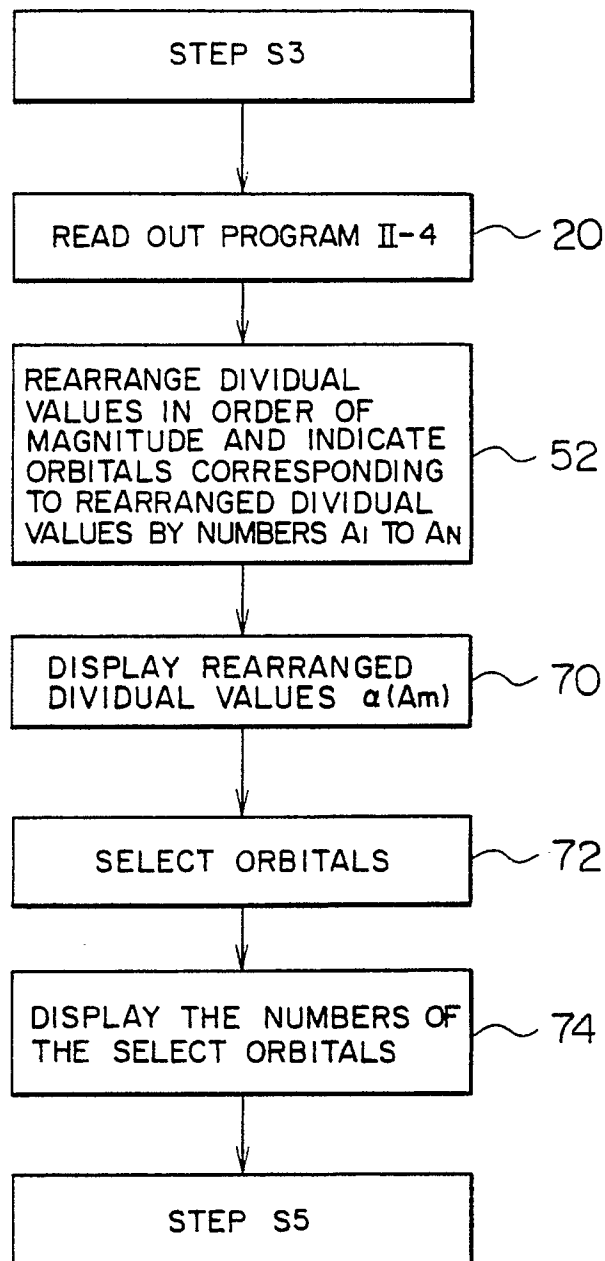 STEP S3
READ OUT PROGRAM II-4
20
REARRANGE DIVIDUAL
VALUES IN ORDER OF
MAGNITUDE AND INDICATE
ORBITALS CORRESPONDING
TO REARRANGED DIVIDUAL
VALUES BY NUMBERS A1 TO AN
52
DISPLAY REARRANGED
DIVIDUAL VALUES α(Am)
70
SELECT ORBITALS
72
DISPLAY THE NUMBERS OF
THE SELECT ORBITALS
74
STEP S5